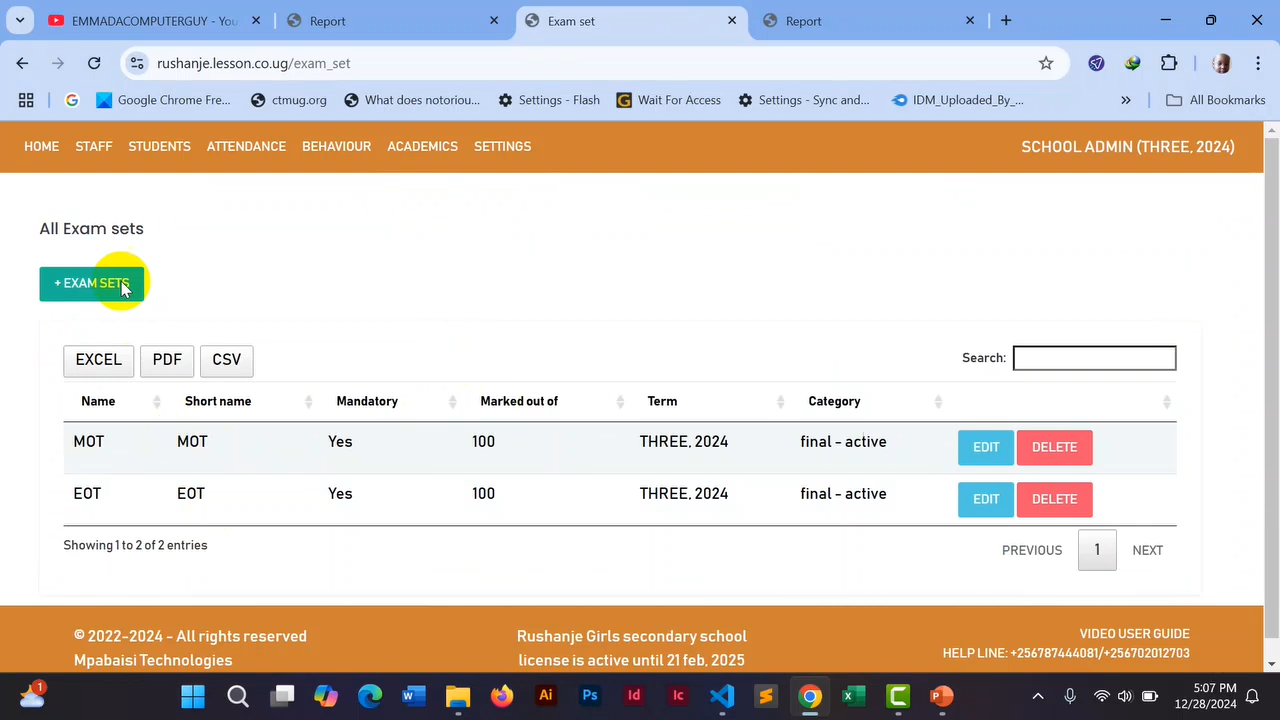 EMMADACOMPUTERGUY - You
Report
Exam set
Report
rushanje.lesson.co.ug/exam_set
Google Chrome Fre...
ctmug.org
What does notoriou...
Settings - Flash
Wait For Access
Settings - Sync and...
IDM_Uploaded_By_...
All Bookmarks
HOME STAFF STUDENTS ATTENDANCE BEHAVIOUR ACADEMICS SETTINGS SCHOOL ADMIN (THREE, 2024)
All Exam sets
+ EXAM SETS
EXCEL PDF CSV Search:
Name Short name Mandatory Marked out of Term Category
MOT MOT Yes 100 THREE, 2024 final - active EDIT DELETE
EOT EOT Yes 100 THREE, 2024 final - active EDIT DELETE
Showing 1 to 2 of 2 entries PREVIOUS 1 NEXT
© 2022-2024 - All rights reserved
Mpabaisi Technologies
Rushanje Girls secondary school
license is active until 21 feb, 2025
VIDEO USER GUIDE
HELP LINE: +256787444081/+256702012703
1
5:07 PM
12/28/2024